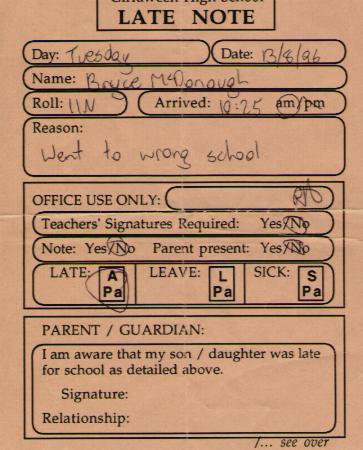 Girraween High School
LATE NOTE
Day: Tuesday Date: 13/8/96
Name: Bryce McDonough
Roll: 11N Arrived: 10:25 am/pm
Reason:
Went to wrong school
OFFICE USE ONLY:
Teachers' Signatures Required: Yes/No
Note: Yes/No Parent present: Yes/No
LATE: A Pa LEAVE: L Pa SICK: S Pa
PARENT / GUARDIAN:
I am aware that my son / daughter was late
for school as detailed above.
Signature:
Relationship:
/... see over